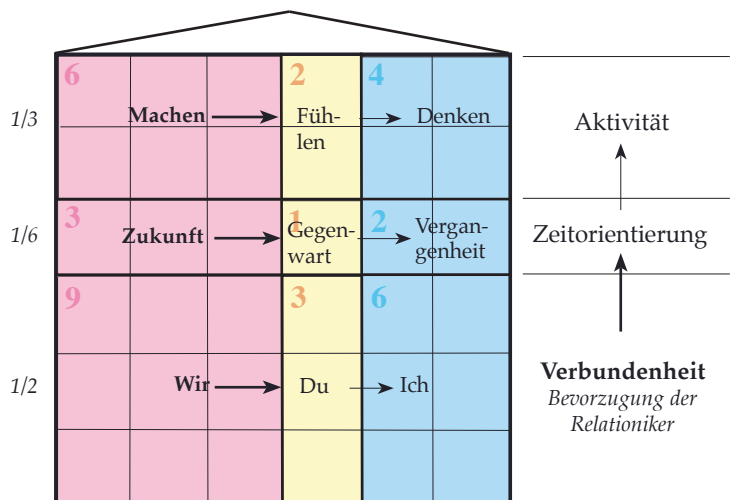 6 2 4
1/3 Machen Füh-
len Denken Aktivität
3 1 2
1/6 Zukunft Gegen-
wart Vergan-
genheit Zeitorientierung
9 3 6
1/2 Wir Du Ich Verbundenheit
Bevorzugung der
Relationiker